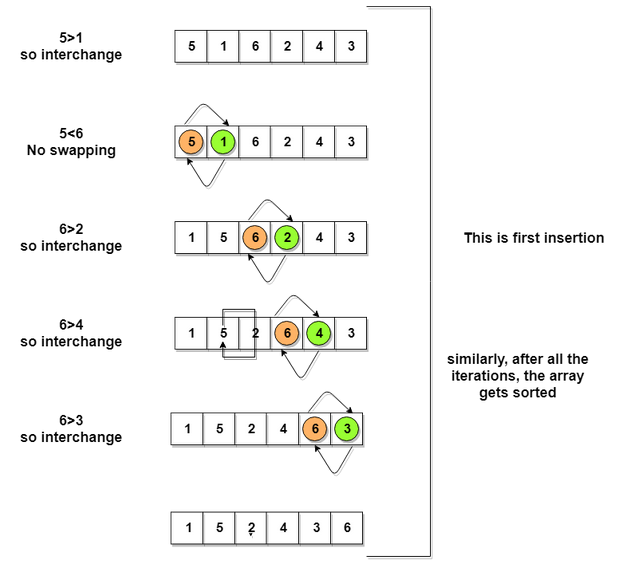 5>1
so interchange
5 1 6 2 4 3
5<6
No swapping
5 1 6 2 4 3
6>2
so interchange
1 5 6 2 4 3
This is first insertion
6>4
so interchange
1 5 2 6 4 3
similarly, after all the
iterations, the array
gets sorted
6>3
so interchange
1 5 2 4 6 3
1 5 2 4 3 6